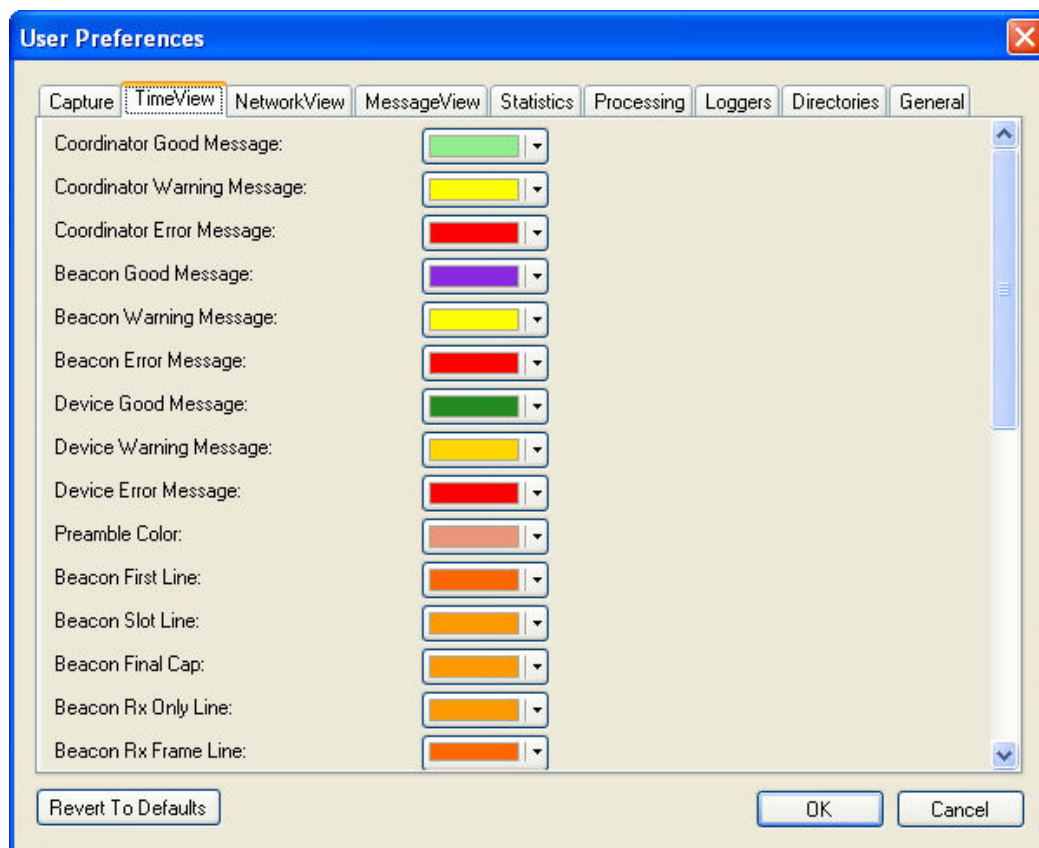 User Preferences
Capture TimeView NetworkView MessageView Statistics Processing Loggers Directories General
Coordinator Good Message:
Coordinator Warning Message:
Coordinator Error Message:
Beacon Good Message:
Beacon Warning Message:
Beacon Error Message:
Device Good Message:
Device Warning Message:
Device Error Message:
Preamble Color:
Beacon First Line:
Beacon Slot Line:
Beacon Final Cap:
Beacon Rx Only Line:
Beacon Rx Frame Line:
Revert To Defaults OK Cancel